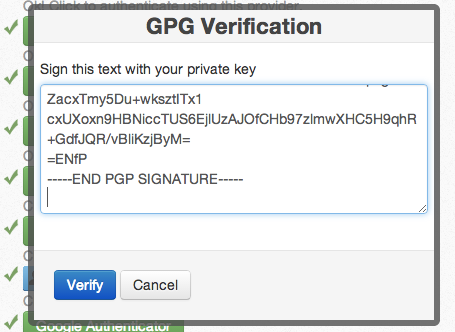 Ok! Click to authenticate using this provider.
GPG Verification
Sign this text with your private key
ZacxTmy5Du+wksztlTx1
cxUXoxn9HBNiccTUS6EjlUzAJOfCHb97zlmwXHC5H9qhR
+GdfJQR/vBliKzjByM=
=ENfP
-----END PGP SIGNATURE-----
Verify Cancel
Google Authenticator